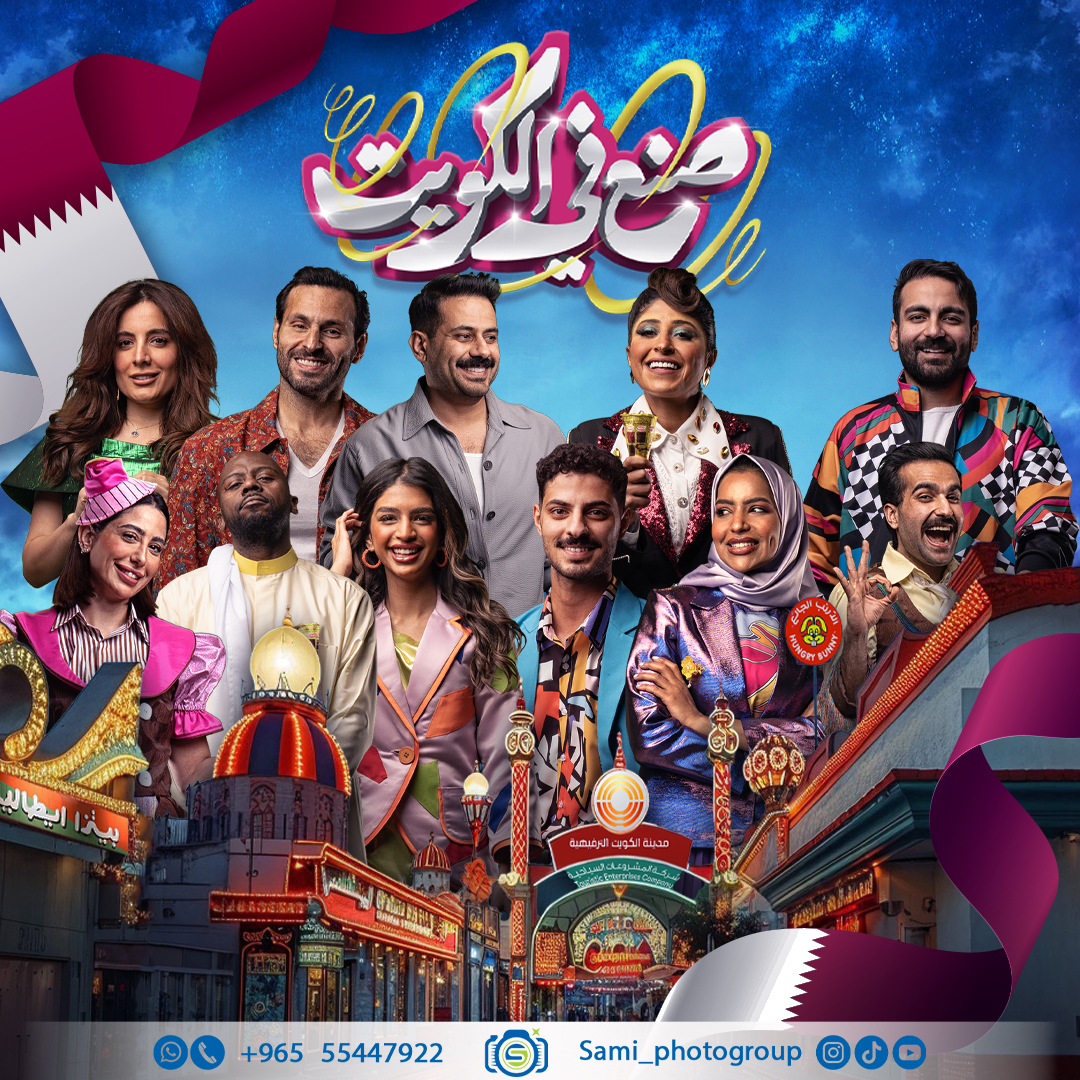 صنع في الكويت
الأرنب الجائع
HUNGRY BUNNY
بيتزا ايطاليا
مدينة الكويت الترفيهية
شركة المشروعات السياحية
Touristic Enterprises Company
+965 55447922
S
Sami_photogroup